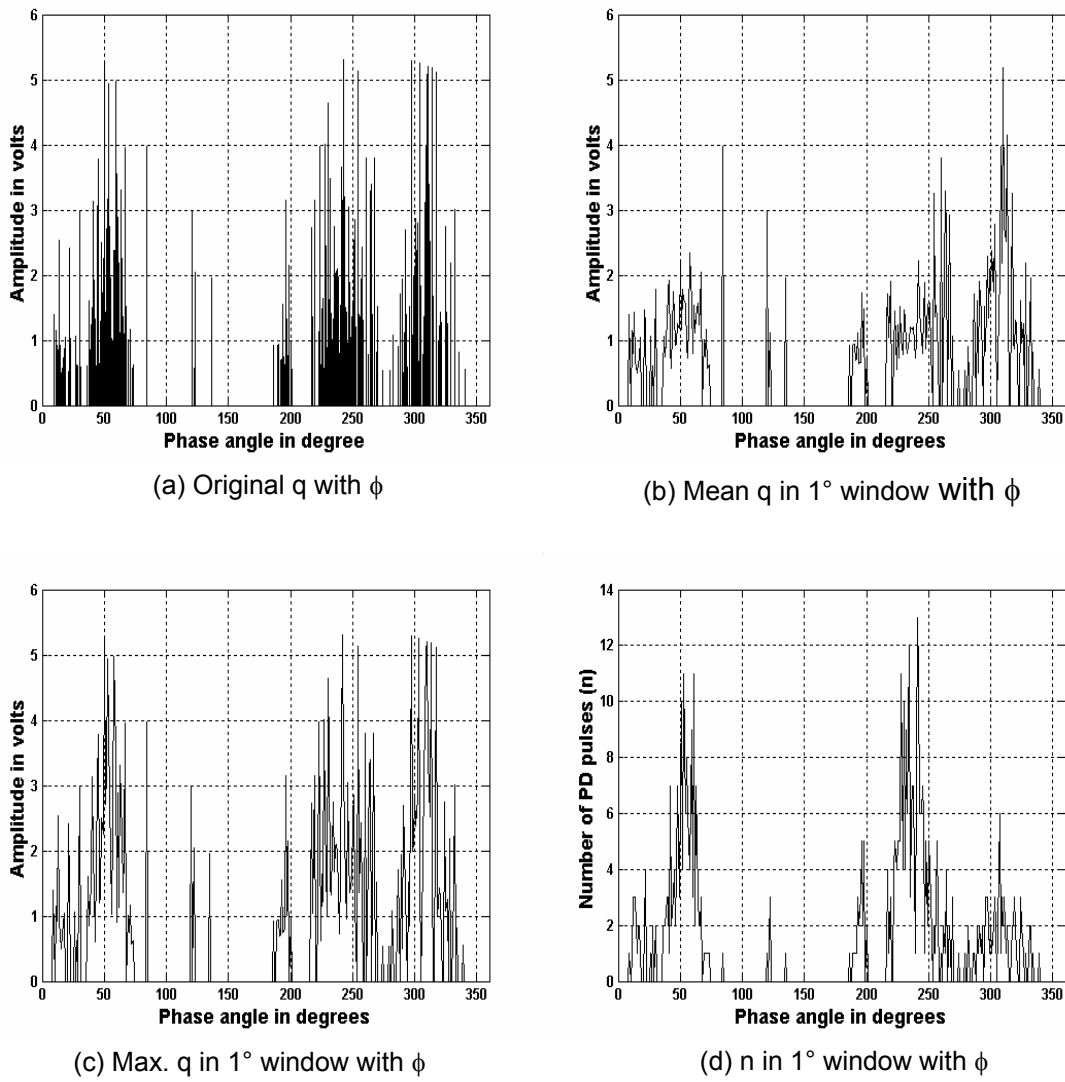 6
5
4
3
2
1
0
Amplitude in volts
0 50 100 150 200 250 300 350
Phase angle in degree
(a) Original q with ϕ
6
5
4
3
2
1
0
Amplitude in volts
0 50 100 150 200 250 300 350
Phase angle in degrees
(b) Mean q in 1° window with ϕ
6
5
4
3
2
1
0
Amplitude in volts
0 50 100 150 200 250 300 350
Phase angle in degrees
(c) Max. q in 1° window with ϕ
14
12
10
8
6
4
2
0
Number of PD pulses (n)
0 50 100 150 200 250 300 350
Phase angle in degrees
(d) n in 1° window with ϕ